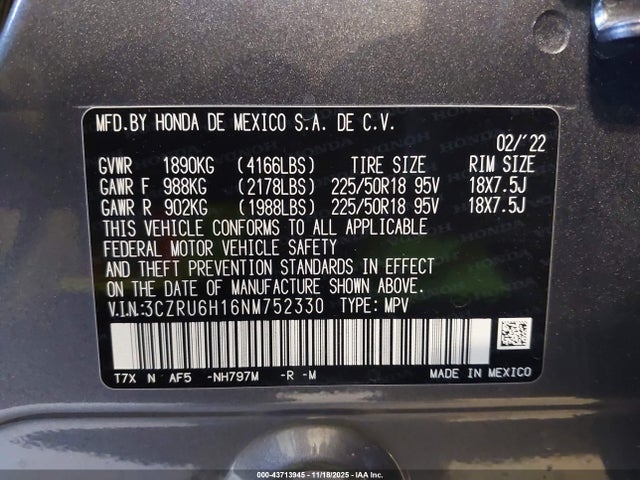 MFD.BY HONDA DE MEXICO S.A. DE C.V.
02/'22
GVWR 1890KG (4166LBS) TIRE SIZE RIM SIZE
GAWR F 988KG (2178LBS) 225/50R18 95V 18X7.5J
GAWR R 902KG (1988LBS) 225/50R18 95V 18X7.5J
THIS VEHICLE CONFORMS TO ALL APPLICABLE
FEDERAL MOTOR VEHICLE SAFETY
AND THEFT PREVENTION STANDARDS IN EFFECT
ON THE DATE OF MANUFACTURE SHOWN ABOVE.
V.I.N.:3CZRU6H16NM752330 TYPE: MPV
T7X N AF5 -NH797M -R -M MADE IN MEXICO
000-43713945 - 11/18/2025 - IAA Inc.